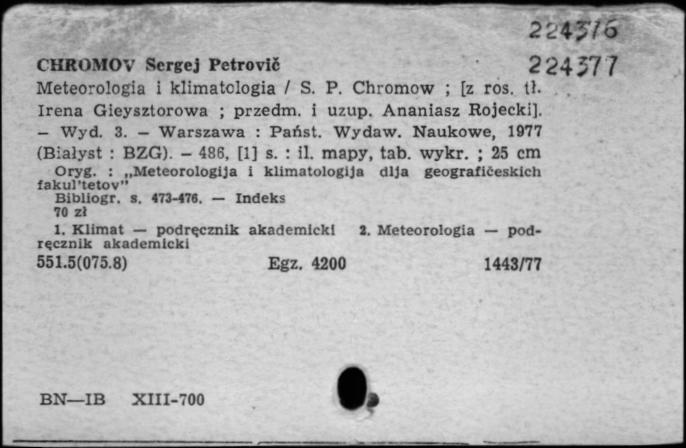 224376
CHROMOV Sergej Petrovič 224377
Meteorologia i klimatologia / S. P. Chromow ; [z ros. tł.
Irena Gieysztorowa ; przedm. i uzup. Ananiasz Rojecki].
— Wyd. 3. — Warszawa : Państ. Wydaw. Naukowe, 1977
(Białyst : BZG). — 486, [1] s. : il. mapy, tab. wykr. ; 25 cm
Oryg. : „Meteorologija i klimatologija dlja geografičeskich
fakul'tetov”
Bibliogr. s. 473-476. — Indeks
70 zł
1. Klimat — podręcznik akademicki 2. Meteorologia — pod-
ręcznik akademicki
551.5(075.8) Egz. 4200 1443/77
BN—IB XIII-700